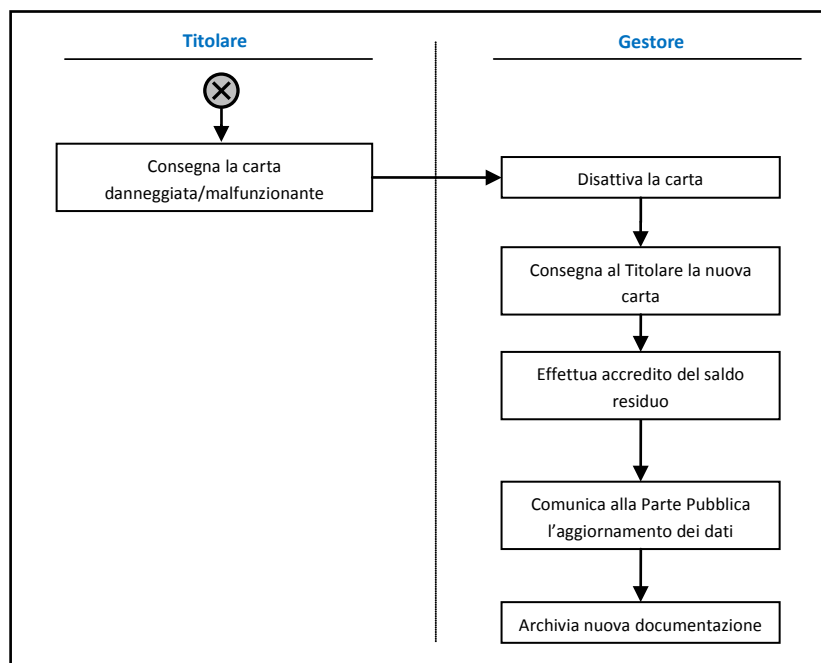 Titolare
Gestore
Consegna la carta
danneggiata/malfunzionante
Disattiva la carta
Consegna al Titolare la nuova
carta
Effettua accredito del saldo
residuo
Comunica alla Parte Pubblica
l’aggiornamento dei dati
Archivia nuova documentazione